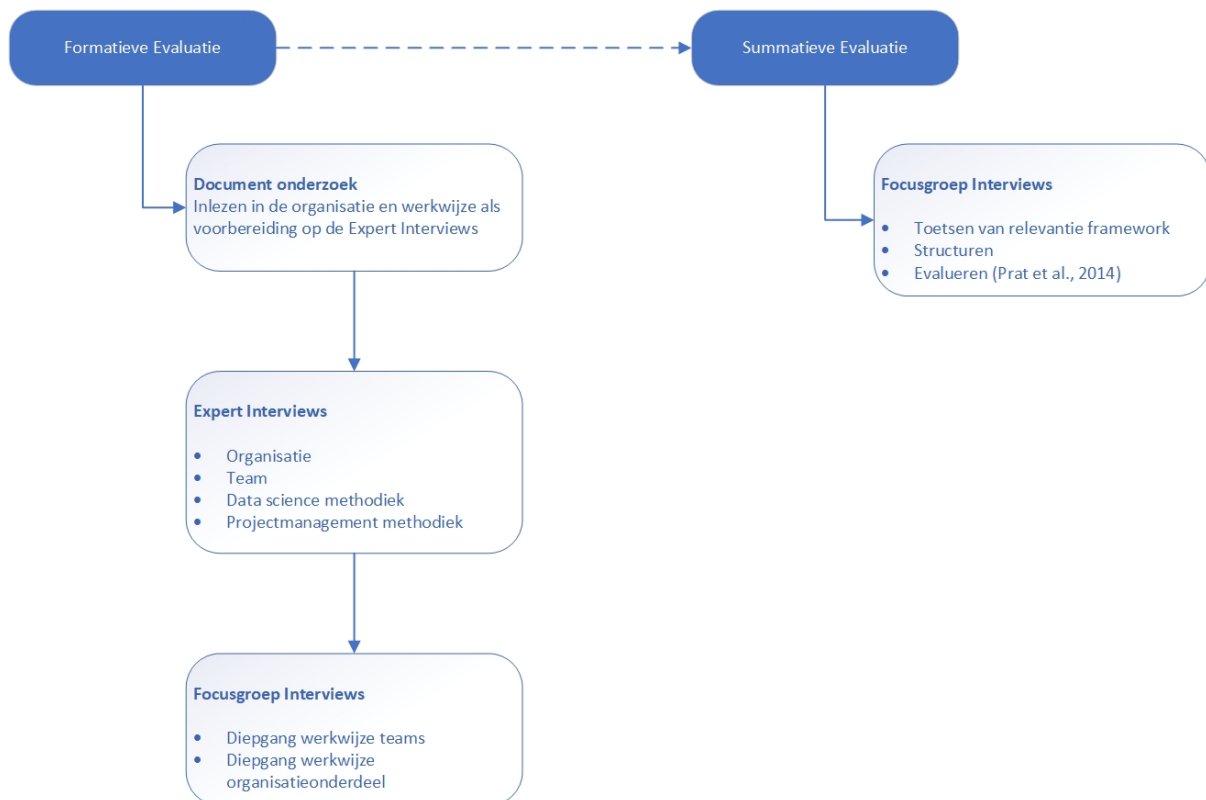 Formatieve Evaluatie
Summatieve Evaluatie
Document onderzoek
Inlezen in de organisatie en werkwijze als
voorbereiding op de Expert Interviews
Focusgroep Interviews
• Toetsen van relevantie framework
• Structuren
• Evalueren (Prat et al., 2014)
Expert Interviews
• Organisatie
• Team
• Data science methodiek
• Projectmanagement methodiek
Focusgroep Interviews
• Diepgang werkwijze teams
• Diepgang werkwijze
organisatieonderdeel